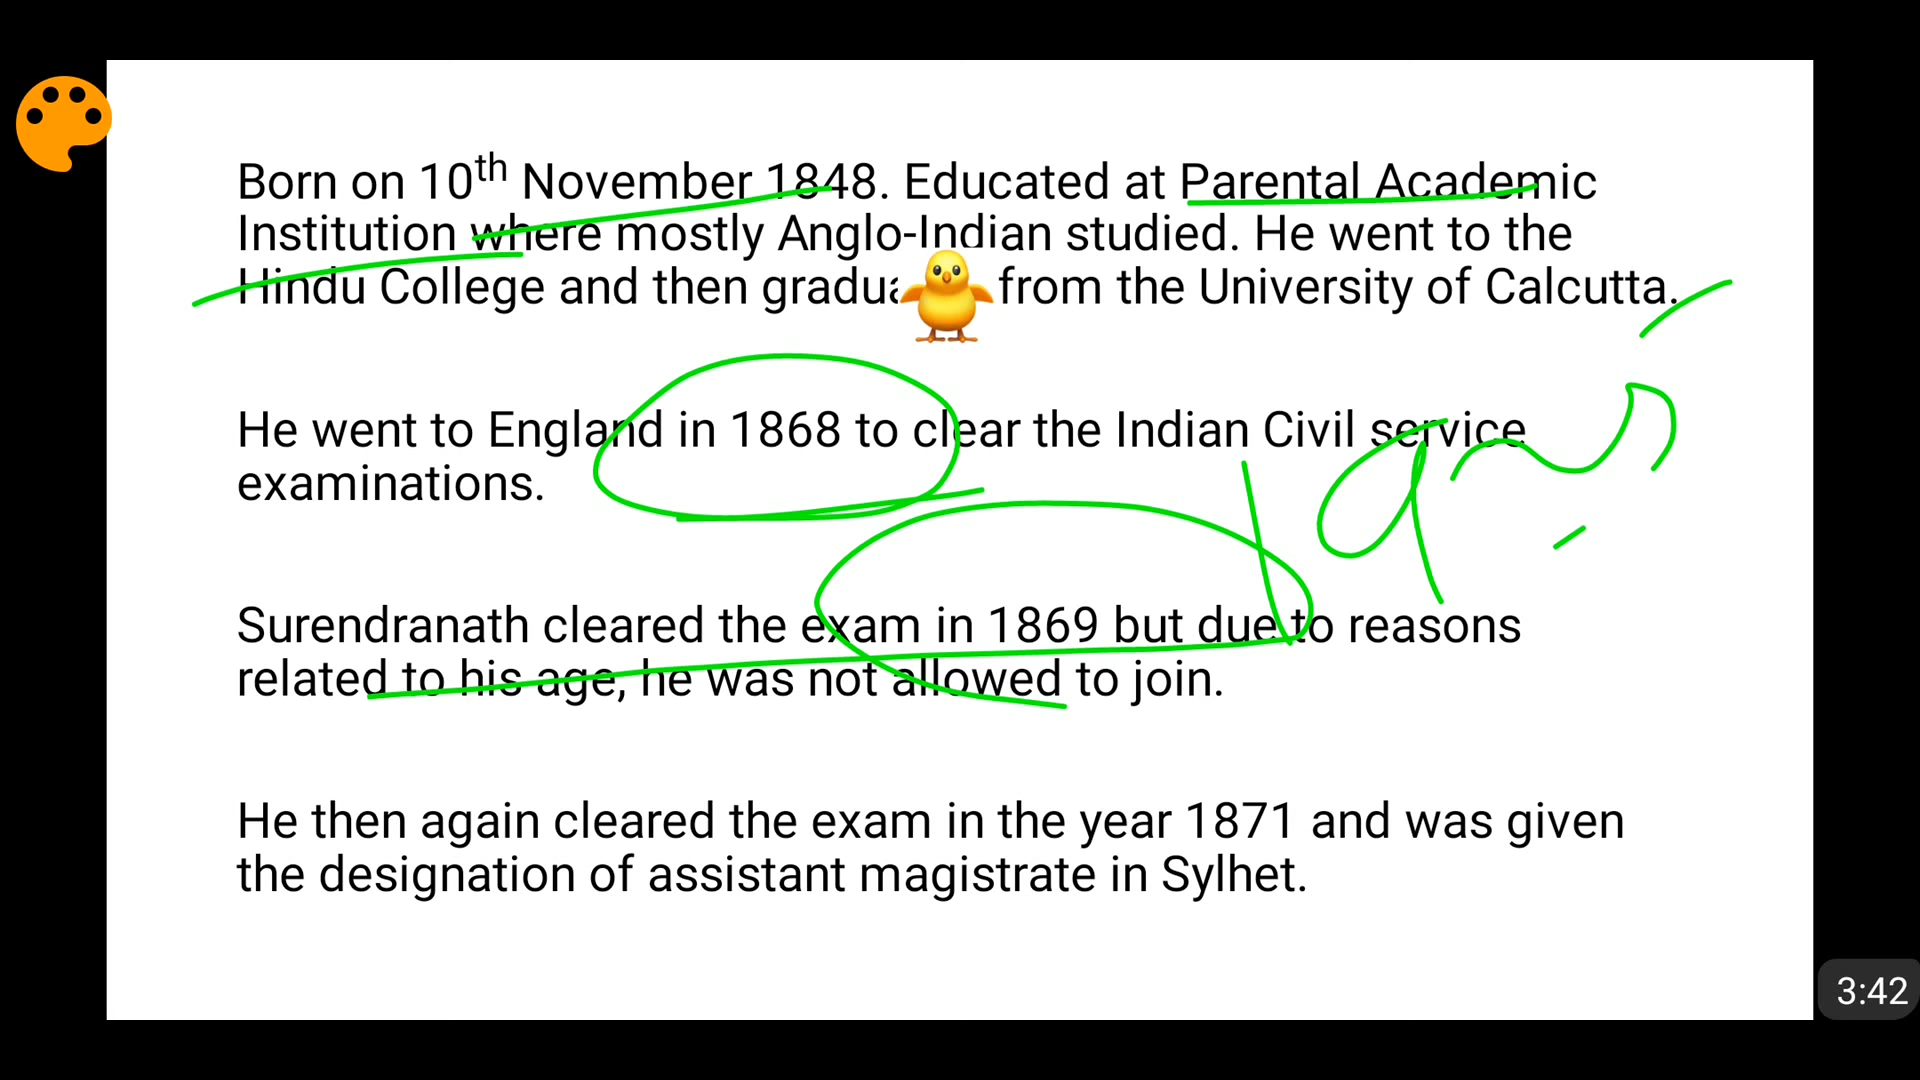 Born on 10th November 1848. Educated at Parental Academic
Institution where mostly Anglo-Indian studied. He went to the
Hindu College and then gradua from the University of Calcutta.
He went to England in 1868 to clear the Indian Civil service
examinations.
Surendranath cleared the exam in 1869 but due to reasons
related to his age, he was not allowed to join.
He then again cleared the exam in the year 1871 and was given
the designation of assistant magistrate in Sylhet.
3:42